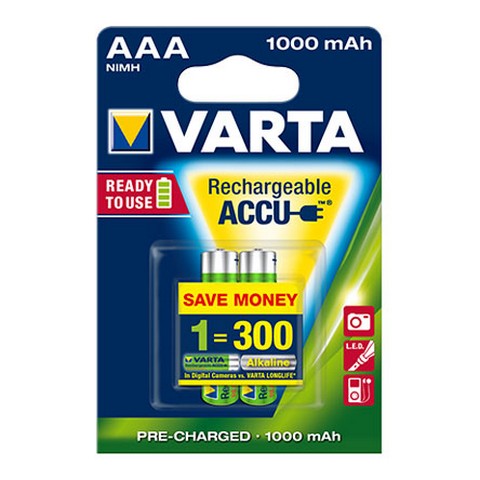 AAA
NIMH
1000 mAh
VARTA
READY
TO USE
Rechargeable
ACCU™®
SAVE MONEY
1=300
VARTA
Alkaline
In Digital Cameras vs. VARTA LONGLIFE*
L.E.D.
PRE-CHARGED · 1000 mAh